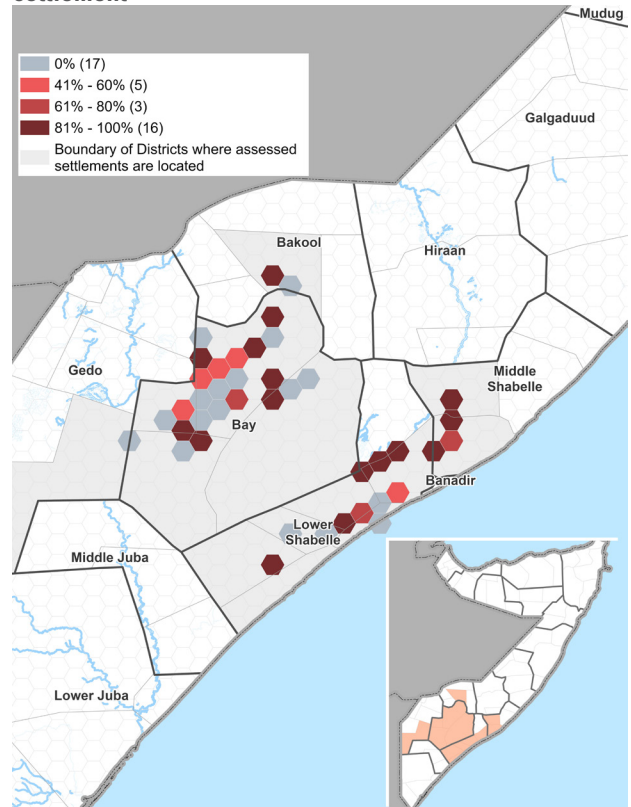 Mudug
0% (17)
41% - 60% (5)
61% - 80% (3)
81% - 100% (16)
Boundary of Districts where assessed
settlements are located
Galgaduud
Bakool
Hiraan
Gedo
Middle
Shabelle
Bay
Banadir
Lower
Shabelle
Middle Juba
Lower Juba